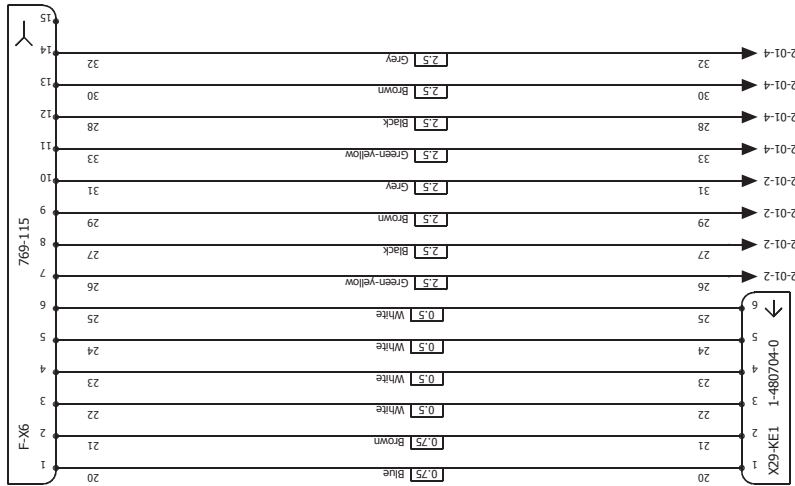 15
14 32 Grey 2.5 32 2-01-4
13 30 Brown 2.5 30 2-01-4
12 28 Black 2.5 28 2-01-4
11 33 Green-yellow 2.5 33 2-01-4
10 31 Grey 2.5 31 2-01-2
9 29 Brown 2.5 29 2-01-2
8 27 Black 2.5 27 2-01-2
7 26 Green-yellow 2.5 26 2-01-2
6 25 White 0.5 25 6
5 24 White 0.5 24 5
4 23 White 0.5 23 4
3 22 White 0.5 22 3
2 21 Brown 0.75 21 2
1 20 Blue 0.75 20 1
F-X6 769-115
X29-KE1 1-480704-0